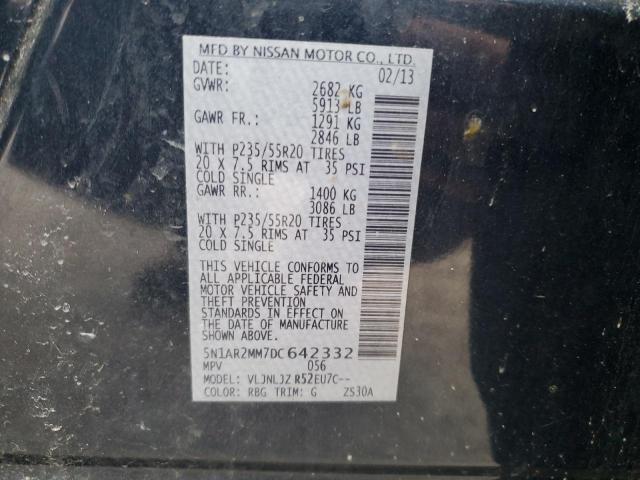 MFD BY NISSAN MOTOR CO., LTD.
DATE: 02/13
GVWR: 2682 KG
5913 LB
GAWR FR.: 1291 KG
2846 LB
WITH P235/55R20 TIRES
20 X 7.5 RIMS AT 35 PSI
COLD SINGLE
GAWR RR.: 1400 KG
3086 LB
WITH P235/55R20 TIRES
20 X 7.5 RIMS AT 35 PSI
COLD SINGLE
THIS VEHICLE CONFORMS TO
ALL APPLICABLE FEDERAL
MOTOR VEHICLE SAFETY AND
THEFT PREVENTION
STANDARDS IN EFFECT ON
THE DATE OF MANUFACTURE
SHOWN ABOVE.
5N1AR2MM7DC642332
MPV 056
MODEL: VLJNLJZ R52EU7C--
COLOR: RBG TRIM: G ZS30A